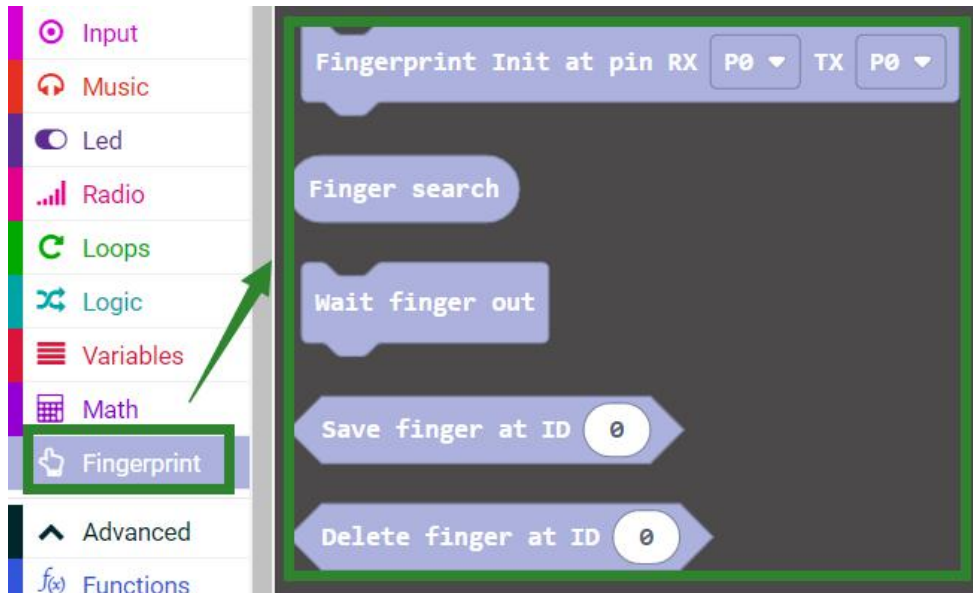 Input
Music
Led
Radio
Loops
Logic
Variables
Math
Fingerprint
Advanced
f(x) Functions
Fingerprint Init at pin RX P0 TX P0
Finger search
Wait finger out
Save finger at ID 0
Delete finger at ID 0